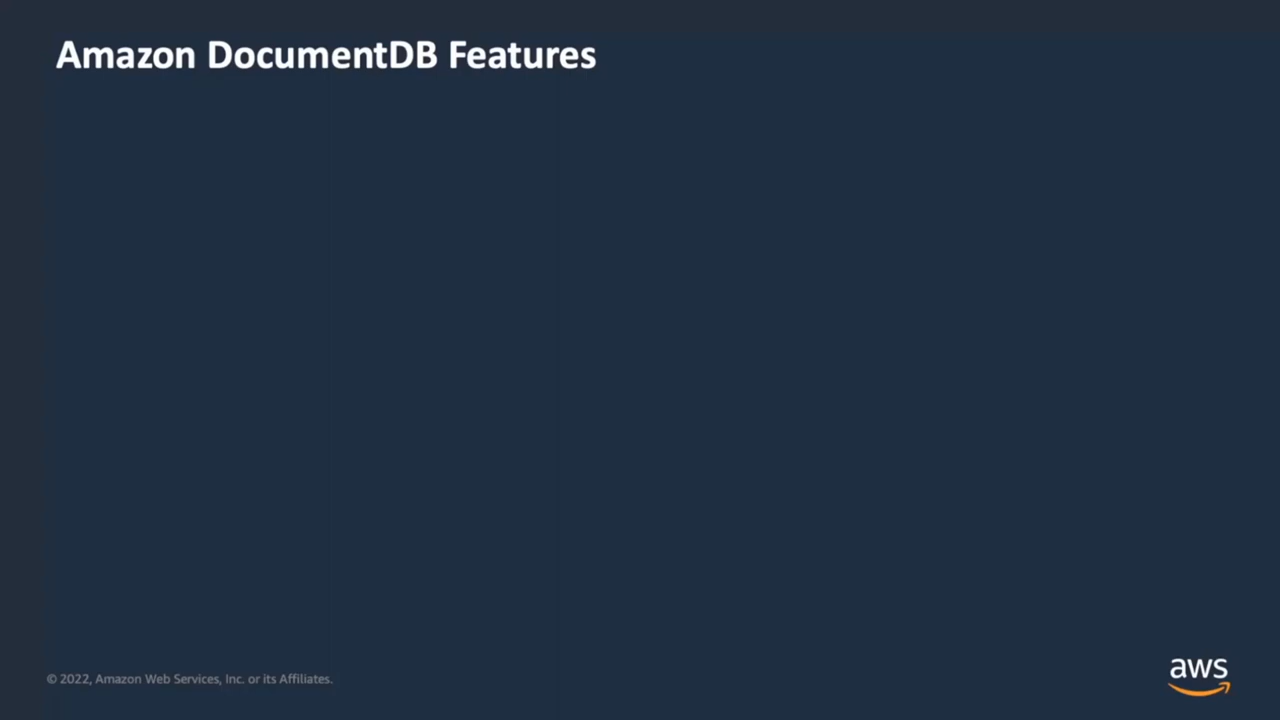 Amazon DocumentDB Features
© 2022, Amazon Web Services, Inc. or its Affiliates.
aws